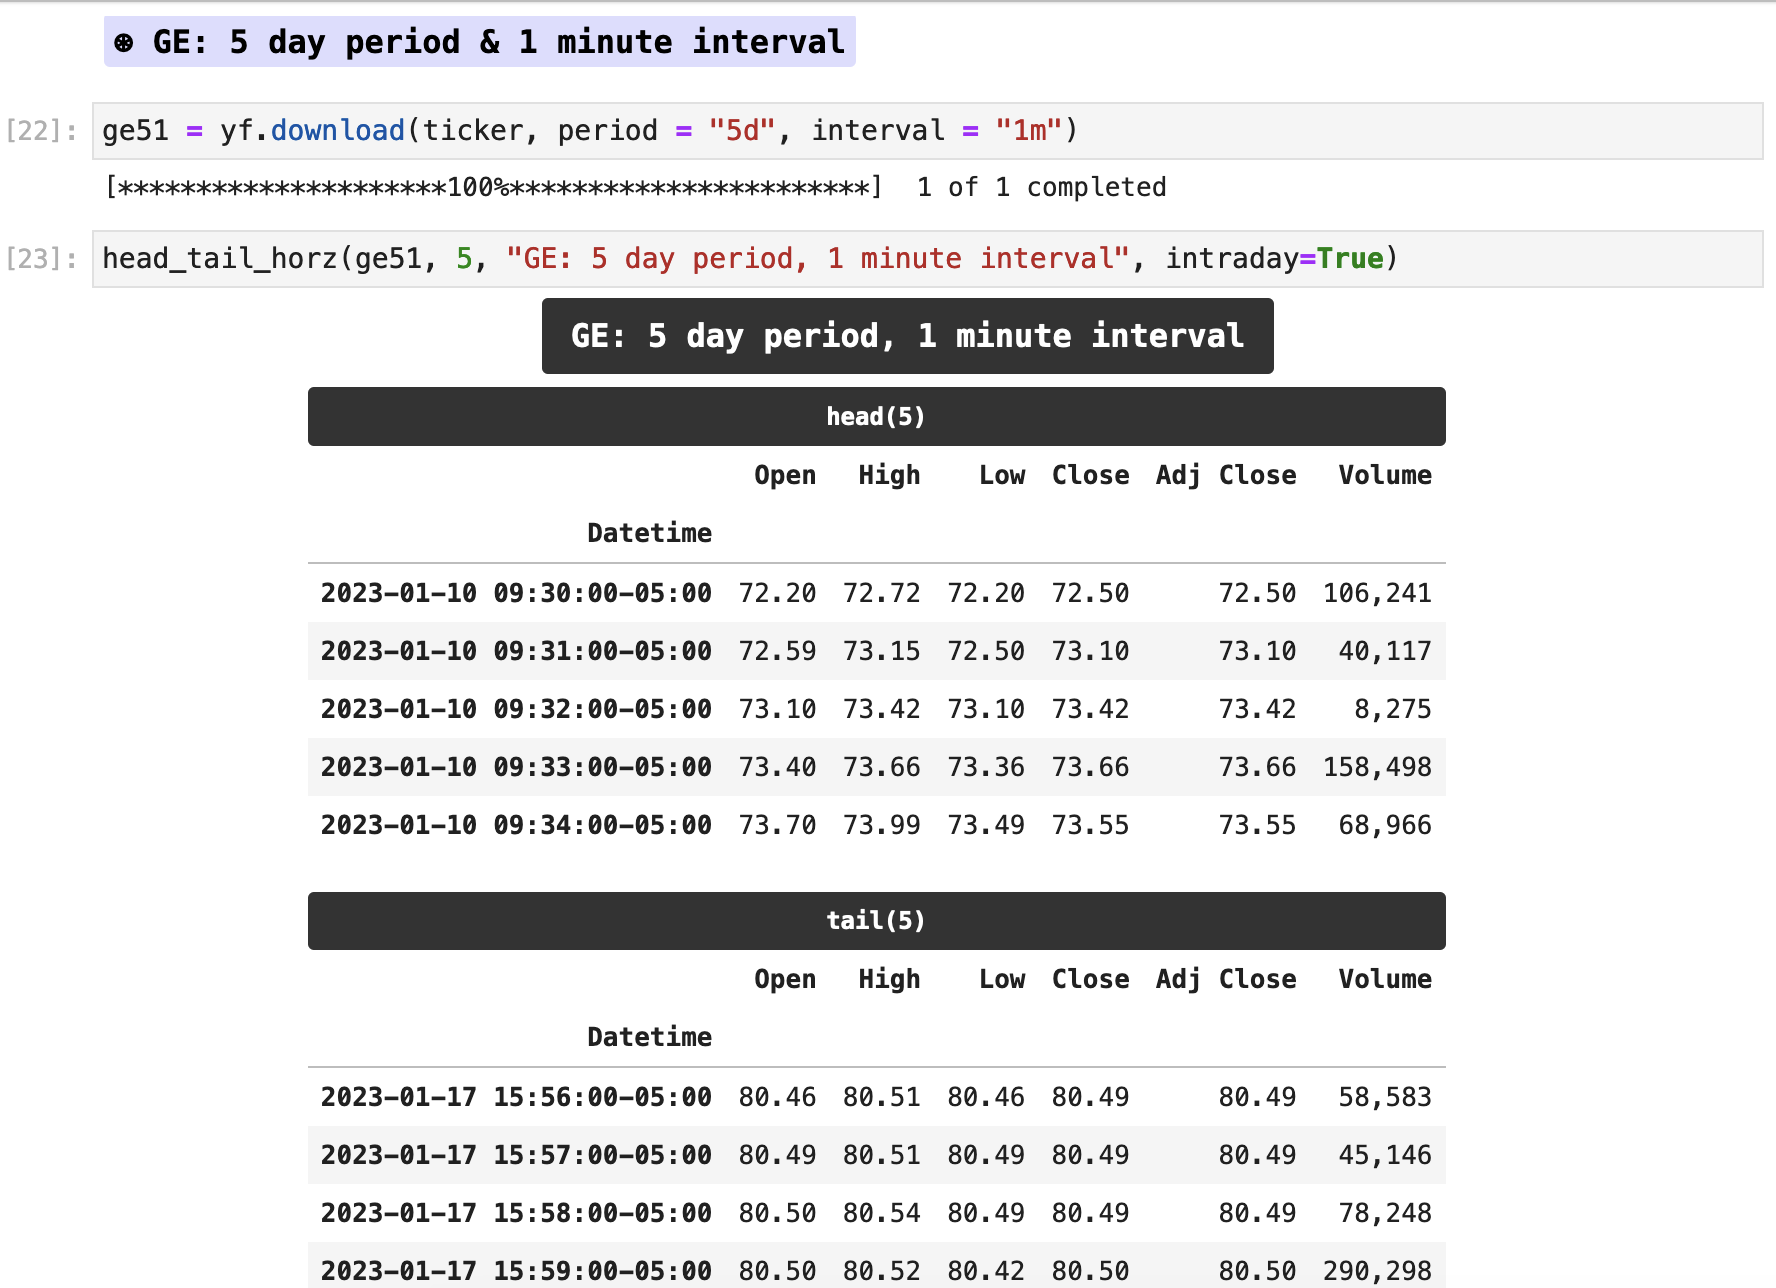 ⊛ GE: 5 day period & 1 minute interval
[22]: ge51 = yf.download(ticker, period = "5d", interval = "1m")
[*********************100%***********************]  1 of 1 completed
[23]: head_tail_horz(ge51, 5, "GE: 5 day period, 1 minute interval", intraday=True)
GE: 5 day period, 1 minute interval
head(5)
Open High Low Close Adj Close Volume
Datetime
2023-01-10 09:30:00-05:00 72.20 72.72 72.20 72.50 72.50 106,241
2023-01-10 09:31:00-05:00 72.59 73.15 72.50 73.10 73.10 40,117
2023-01-10 09:32:00-05:00 73.10 73.42 73.10 73.42 73.42 8,275
2023-01-10 09:33:00-05:00 73.40 73.66 73.36 73.66 73.66 158,498
2023-01-10 09:34:00-05:00 73.70 73.99 73.49 73.55 73.55 68,966
tail(5)
Open High Low Close Adj Close Volume
Datetime
2023-01-17 15:56:00-05:00 80.46 80.51 80.46 80.49 80.49 58,583
2023-01-17 15:57:00-05:00 80.49 80.51 80.49 80.49 80.49 45,146
2023-01-17 15:58:00-05:00 80.50 80.54 80.49 80.49 80.49 78,248
2023-01-17 15:59:00-05:00 80.50 80.52 80.42 80.50 80.50 290,298